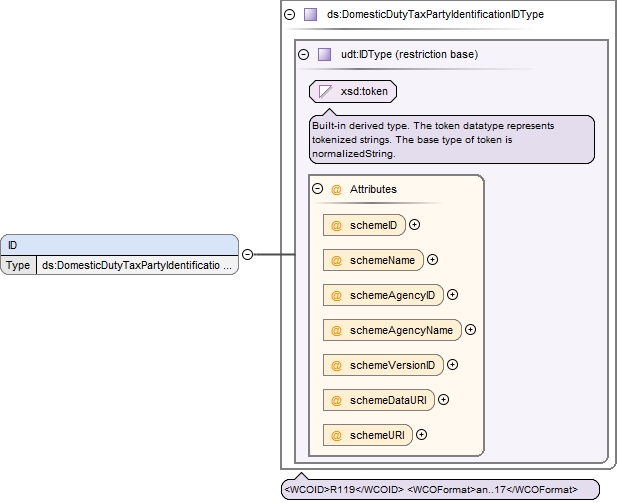 ds:DomesticDutyTaxPartyIdentificationIDType
udt:IDType (restriction base)
xsd:token
Built-in derived type. The token datatype represents
tokenized strings. The base type of token is
normalizedString.
@ Attributes
@ schemeID
@ schemeName
@ schemeAgencyID
@ schemeAgencyName
@ schemeVersionID
@ schemeDataURI
@ schemeURI
ID
Type ds:DomesticDutyTaxPartyIdentificatio ...
<WCOID>R119</WCOID> <WCOFormat>an..17</WCOFormat>